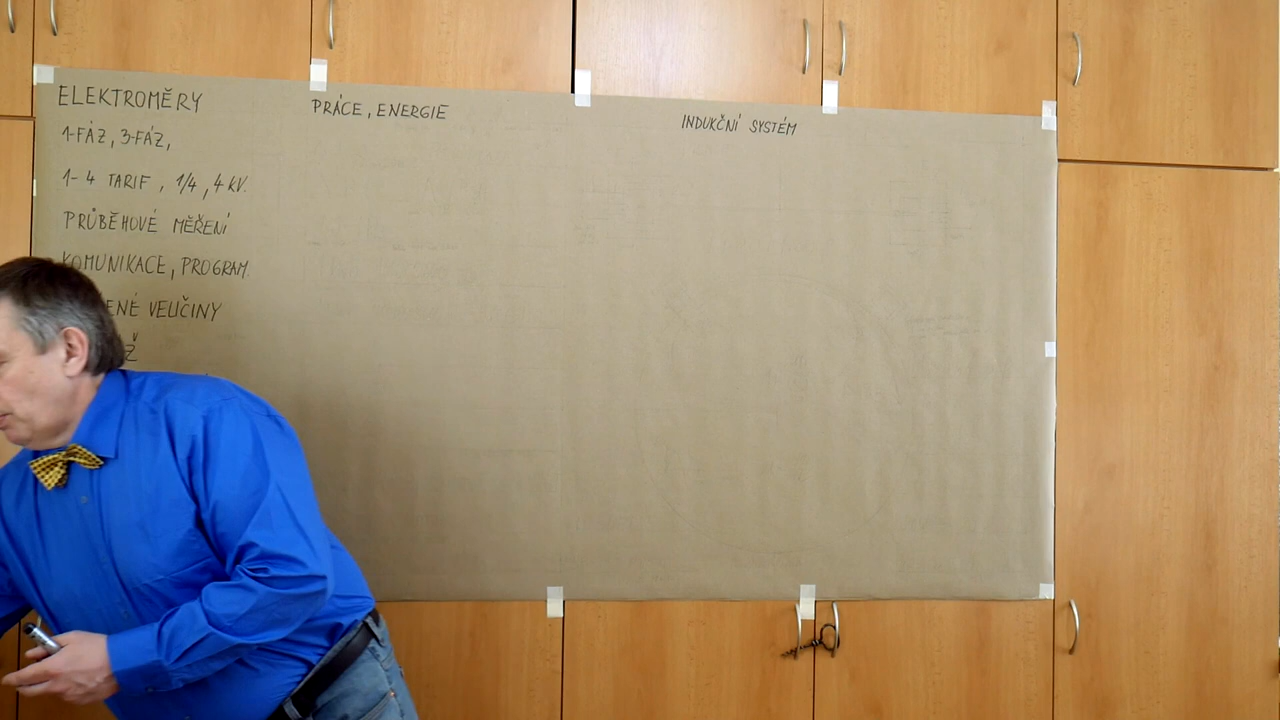 ELEKTROMĚRY
1-FÁZ, 3-FÁZ,
1-4 TARIF, 1/4, 4 KV.
PRŮBĚHOVÉ MĚŘENÍ
KOMUNIKACE, PROGRAM.
VELIČINY
PRÁCE, ENERGIE
INDUKČNÍ SYSTÉM